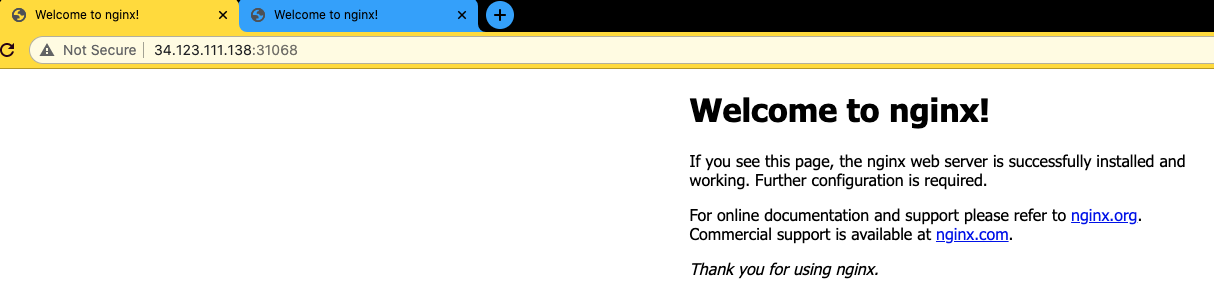 Welcome to nginx!
Welcome to nginx!
Not Secure
34.123.111.138:31068
Welcome to nginx!
If you see this page, the nginx web server is successfully installed and
working. Further configuration is required.
For online documentation and support please refer to nginx.org.
Commercial support is available at nginx.com.
Thank you for using nginx.